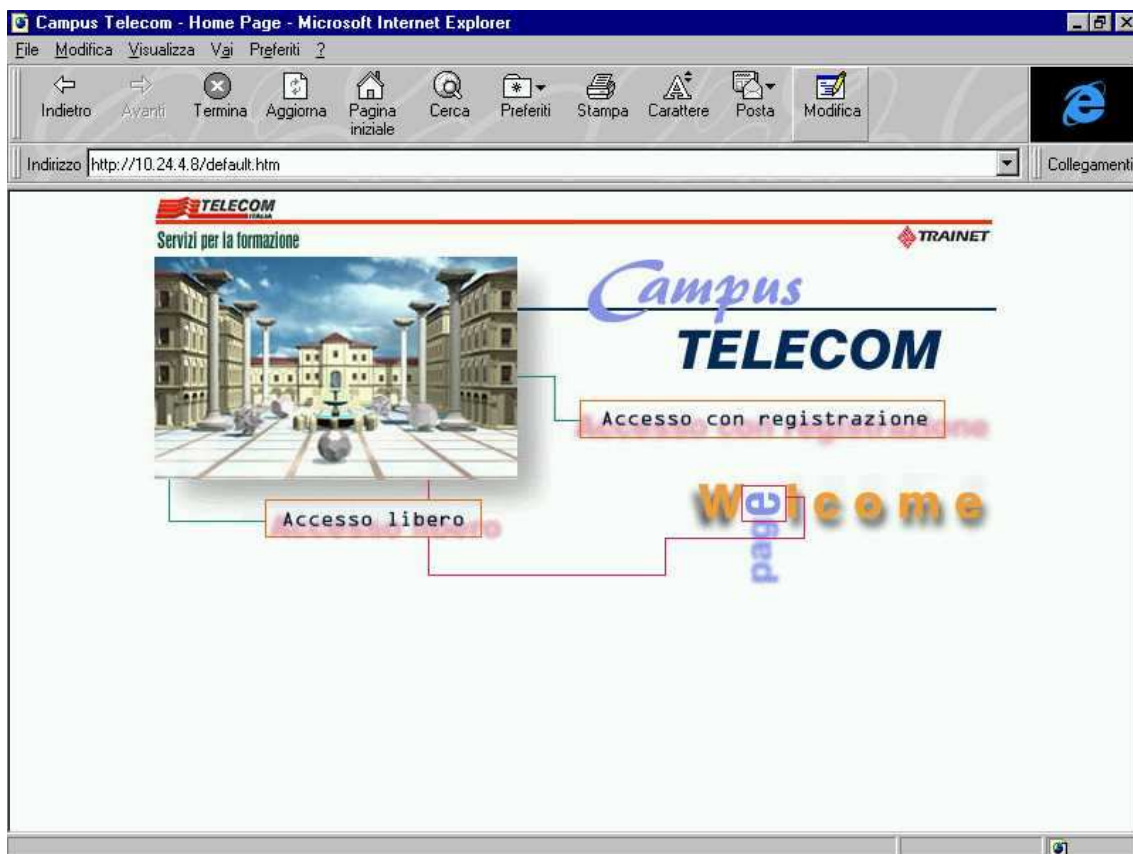 Campus Telecom - Home Page - Microsoft Internet Explorer
File Modifica Visualizza Vai Preferiti ?
Indietro Avanti Termina Aggiorna Pagina iniziale Cerca Preferiti Stampa Carattere Posta Modifica
Indirizzo http://10.24.4.8/default.htm Collegamenti
TELECOM
ITALIA
Servizi per la formazione
TRAINET
Campus
TELECOM
Accesso con registrazione
Welcome
page
Accesso libero